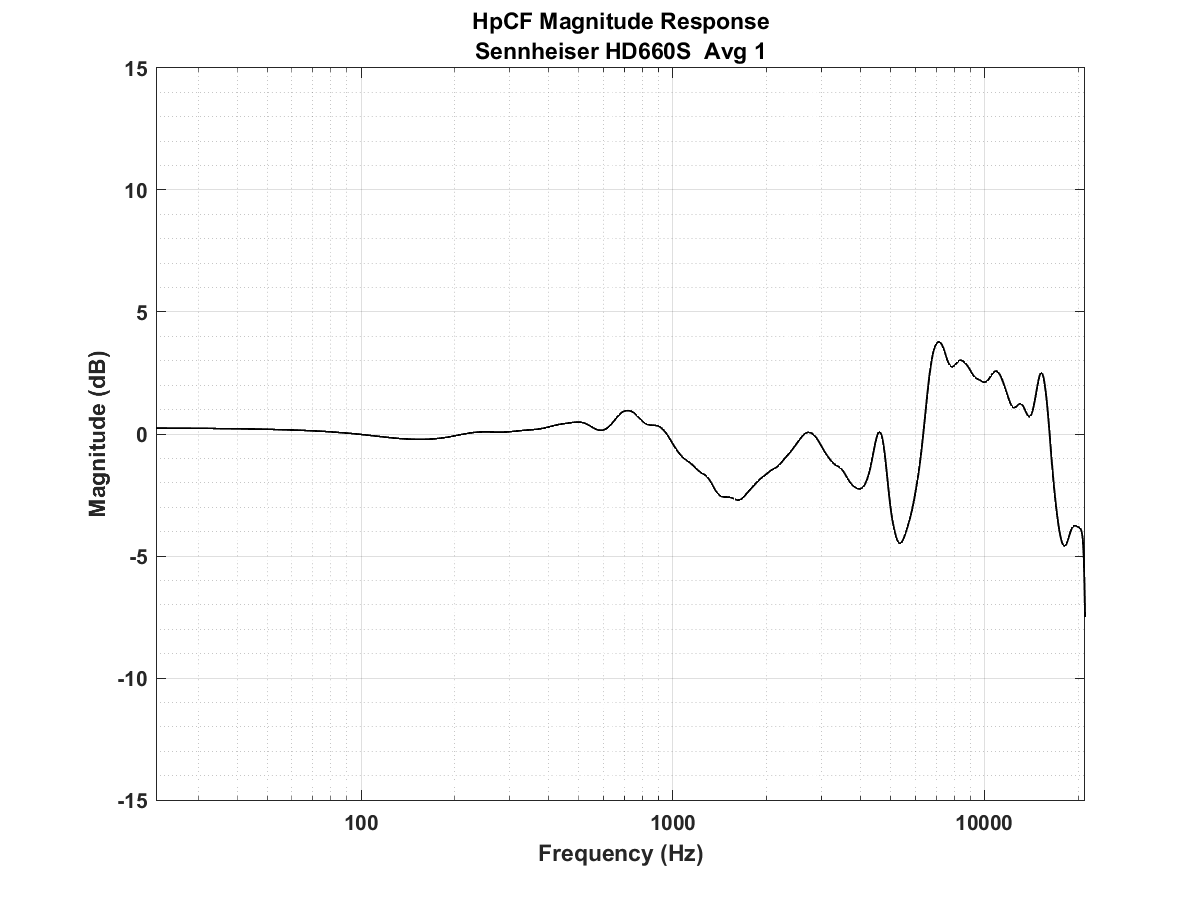 HpCF Magnitude Response
Sennheiser HD660S  Avg 1
15
10
5
0
-5
-10
-15
Magnitude (dB)
100
1000
10000
Frequency (Hz)